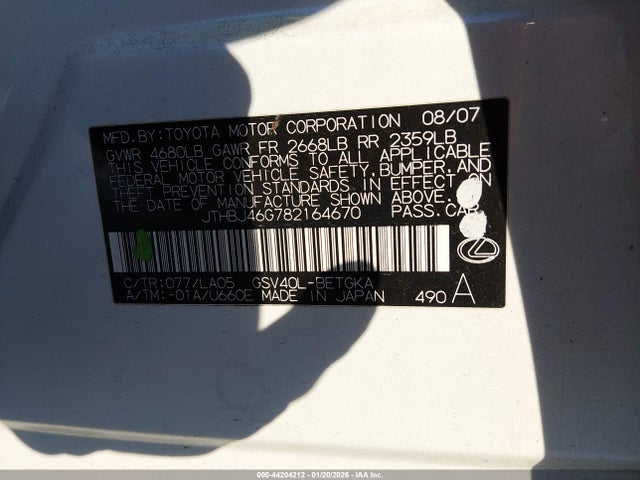 MFD.BY:TOYOTA MOTOR CORPORATION 08/07
GVWR 4680LB GAWR FR 2668LB RR 2359LB
THIS VEHICLE CONFORMS TO ALL APPLICABLE
FEDERAL MOTOR VEHICLE SAFETY,BUMPER,AND
THEFT PREVENTION STANDARDS IN EFFECT ON
THE DATE OF MANUFACTURE SHOWN ABOVE.
JTHBJ46G782164670 PASS.CAR
C/TR:077/LA05 GSV40L-BETGKA
A/TM:-01A/U660E MADE IN JAPAN 490 A
000-44204212 - 01/20/2026 - IAA Inc.